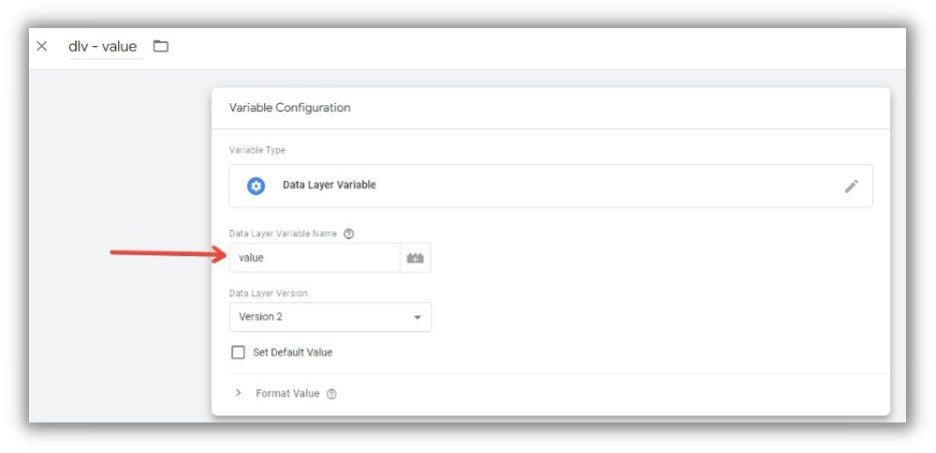 dlv - value
Variable Configuration
Variable Type
Data Layer Variable
Data Layer Variable Name
value
Data Layer Version
Version 2
Set Default Value
Format Value